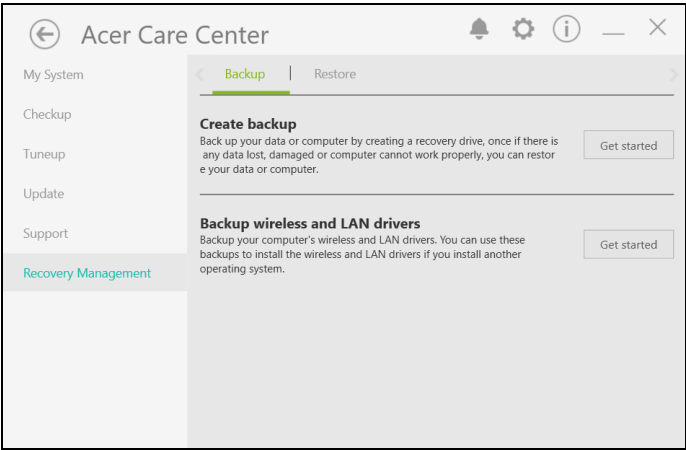 Acer Care Center
My System
Checkup
Tuneup
Update
Support
Recovery Management
Backup | Restore
Create backup
Back up your data or computer by creating a recovery drive, once if there is
any data lost, damaged or computer cannot work properly, you can restor
e your data or computer.
Get started
Backup wireless and LAN drivers
Backup your computer's wireless and LAN drivers. You can use these
backups to install the wireless and LAN drivers if you install another
operating system.
Get started